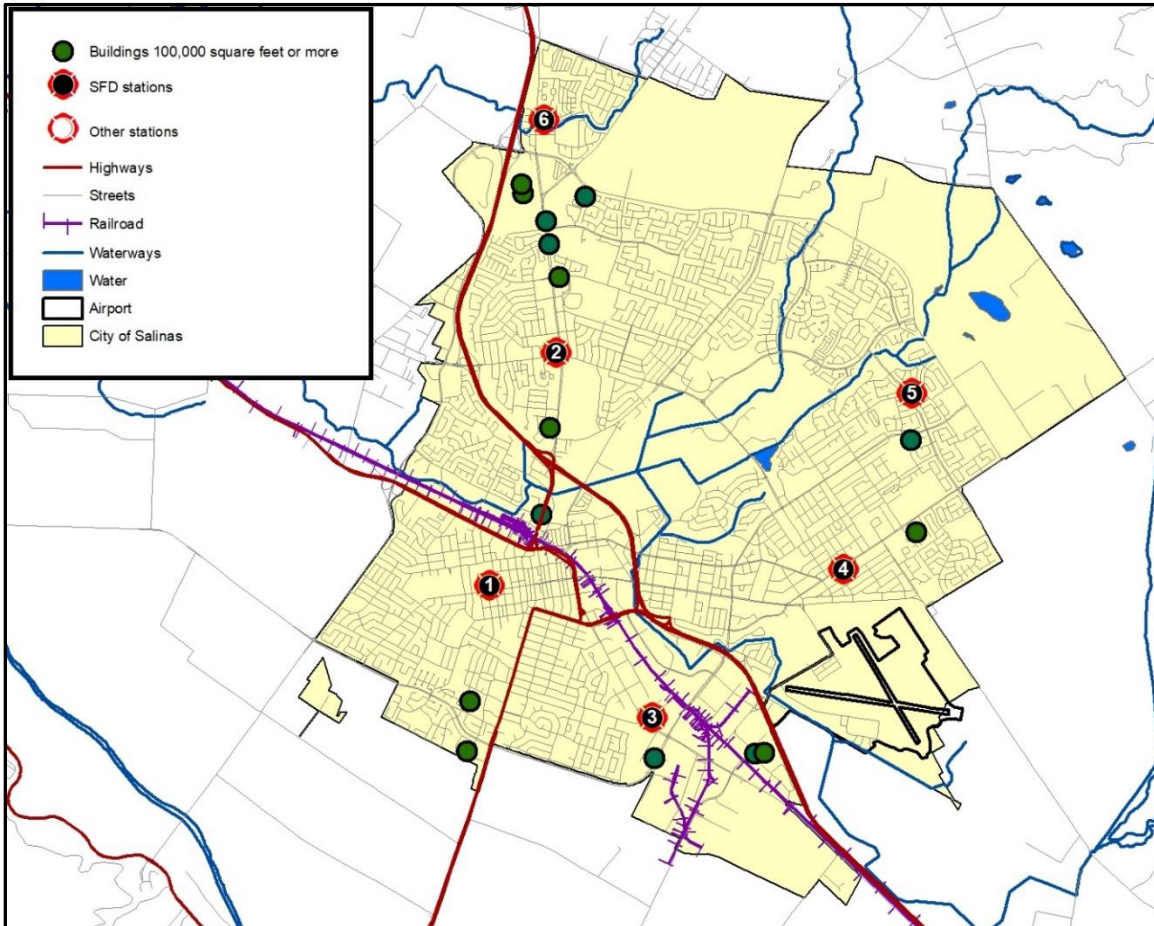 Buildings 100,000 square feet or more
SFD stations
Other stations
Highways
Streets
Railroad
Waterways
Water
Airport
City of Salinas
6
2
5
4
1
3